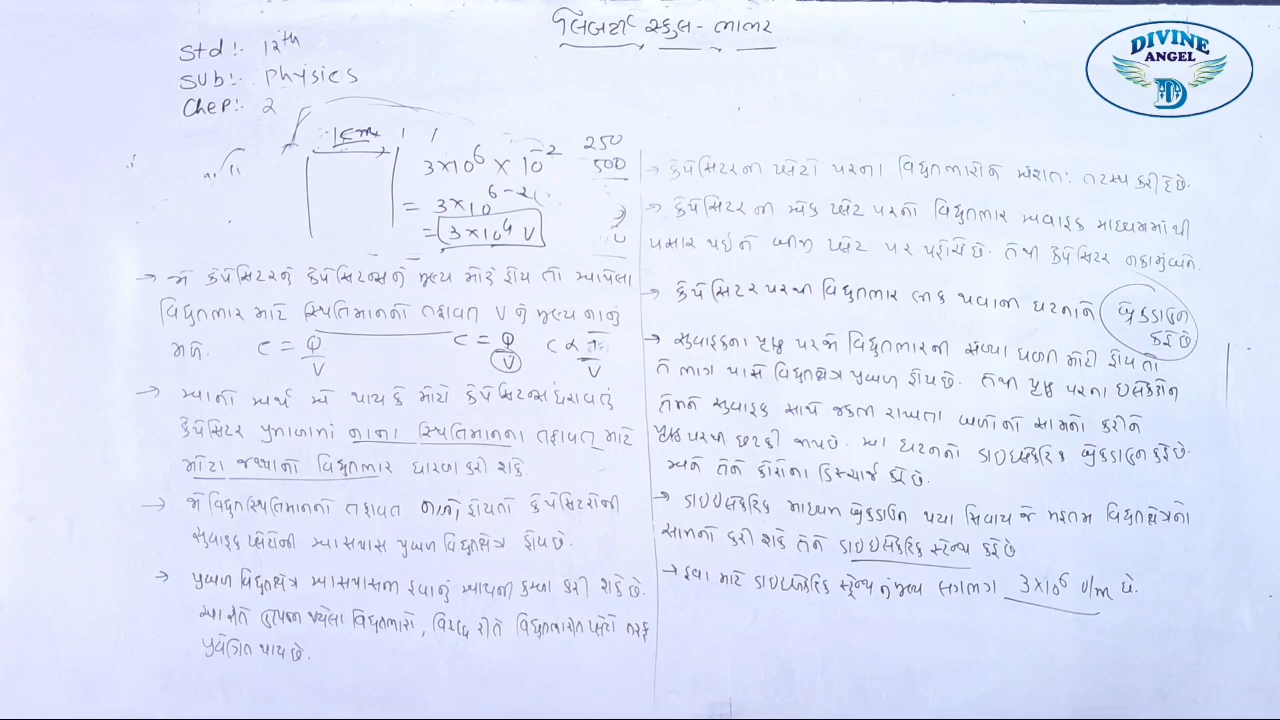 લિબર્ટી સ્કુલ - લાલર
DIVINE
ANGEL
D
Std :- 12th
SUB :- Physics
Chep :- 2
1cm
3×10⁶ × 10⁻²
= 3×10⁶⁻²
= 3×10⁴ V
250
500
→ જો કેપેસિટરનું કેપેસિટન્સનું મૂલ્ય મોટું હોય તો આપેલા
વિદ્યુતભાર માટે સ્થિતિમાનનો તફાવત V નું મૂલ્ય નાનું
મળે. C = Q/V C = Q/V C ∝ 1/V
→ આનો અર્થ એ થાય કે મોટો કેપેસિટન્સ ધરાવતું
કેપેસિટર પ્રમાણમાં નાના સ્થિતિમાનના તફાવત માટે
મોટા જથ્થાનો વિદ્યુતભાર ધારણ કરી શકે.
→ જો વિદ્યુતસ્થિતિમાનનો તફાવત હોયતો કેપેસિટરોની
સુવાહક પ્લેટોની આસપાસ પ્રબળ વિદ્યુતક્ષેત્ર હોય છે.
→ પ્રબળ વિદ્યુતક્ષેત્ર આસપાસની હવાનું આયની કરી શકે છે.
આ રીતે ઉત્પન્ન થયેલા વિદ્યુતભારો, વિરુદ્ધ રીતે વિદ્યુતભારીત પ્લેટો તરફ
પ્રવેગિત થાય છે.
→ કેપેસિટરની પ્લેટો પરના વિદ્યુતભારોને અંશતઃ તટસ્થ કરી દે છે.
→ કેપેસિટર ની એક પ્લેટ પરનો વિદ્યુતભાર અવાહક માધ્યમમાંથી
પસાર થઈને બીજી પ્લેટ પર પહોંચે છે. તેથી કેપેસિટર નકામું બને.
→ કેપેસિટર પરથી વિદ્યુતભાર લીક થવાની ઘટનાને બ્રેકડાઉન
કહે છે
→ સુવાહકના પૃષ્ઠ પરની વિદ્યુતભારની સંખ્યા ઘણી મોટી હોય તો
તે ભાગ પાસે વિદ્યુતક્ષેત્ર પ્રબળ હોય છે. તેથી પૃષ્ઠ પરના ઇલેક્ટ્રોન
તેમને સુવાહક સાથે જકડી રાખતા બળોનો સામનો કરીને
પૃષ્ઠ પરથી છટકી જાય છે. આ ઘટનાને ડાઇઇલેક્ટ્રિક બ્રેકડાઉન કહે છે.
અને તેને કોરોના ડિસ્ચાર્જ કહે છે.
→ ડાઇઇલેક્ટ્રિક માધ્યમ બ્રેકડાઉન થયા સિવાય જે મહત્તમ વિદ્યુતક્ષેત્રનો
સામનો કરી શકે તેને ડાઇઇલેક્ટ્રિક સ્ટ્રેન્થ કહે છે
→ હવા માટે ડાઇઇલેક્ટ્રિક સ્ટ્રેન્થ નું મૂલ્ય લગભગ 3×10⁶ V/m છે.